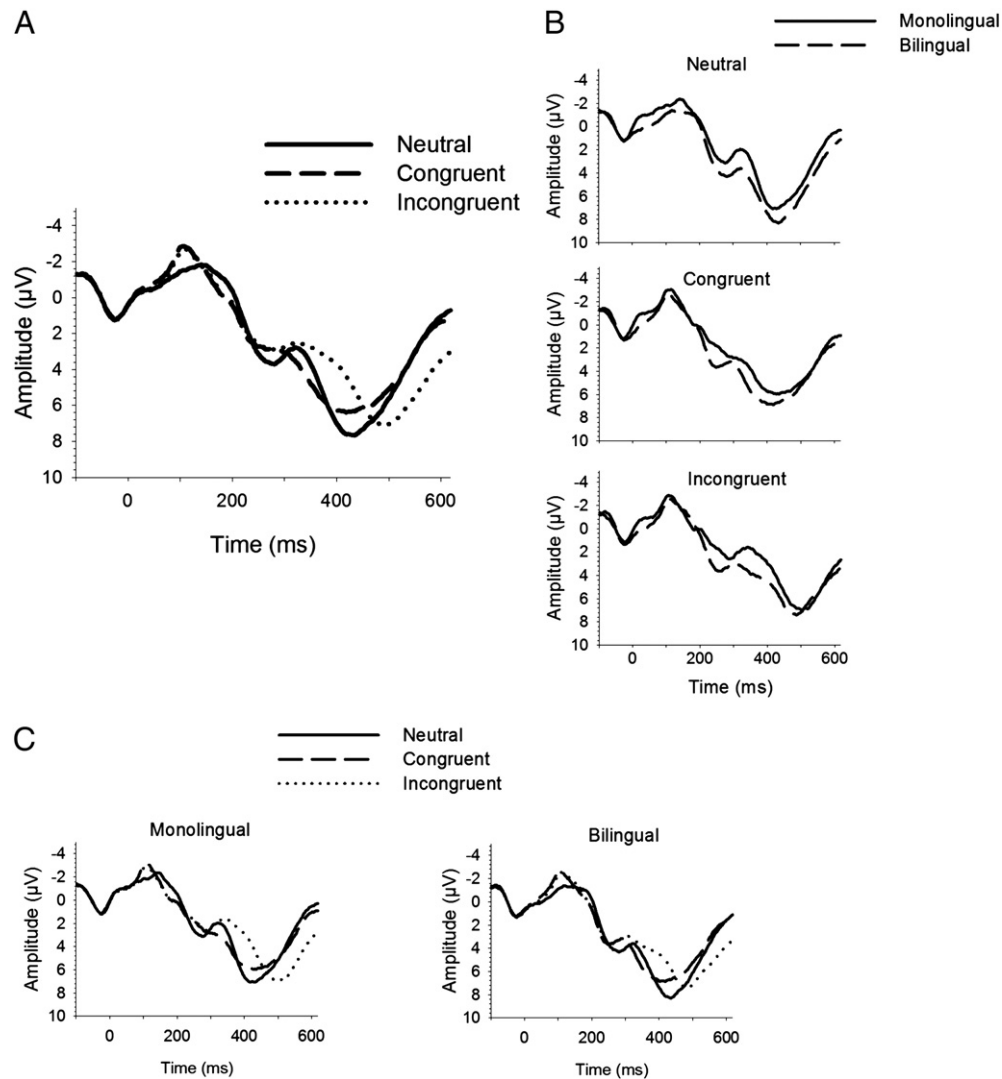 A
Neutral
Congruent
Incongruent
-4
-2
0
2
4
6
8
10
Amplitude (µV)
0 200 400 600
Time (ms)
B
Monolingual
Bilingual
Neutral
-4
-2
0
2
4
6
8
10
Amplitude (µV)
Congruent
-4
-2
0
2
4
6
8
10
Amplitude (µV)
Incongruent
-4
-2
0
2
4
6
8
10
Amplitude (µV)
0 200 400 600
Time (ms)
C
Neutral
Congruent
Incongruent
Monolingual
-4
-2
0
2
4
6
8
10
Amplitude (µV)
0 200 400 600
Time (ms)
Bilingual
-4
-2
0
2
4
6
8
10
Amplitude (µV)
0 200 400 600
Time (ms)